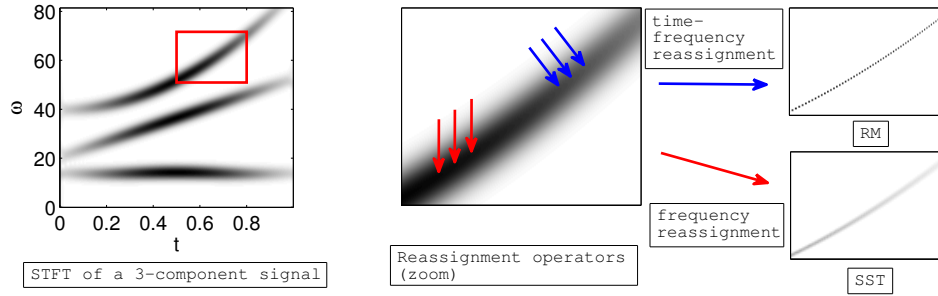 ω
80
60
40
20
0
0
0.2
0.4
0.6
0.8
t
STFT of a 3-component signal
Reassignment operators
(zoom)
time-
frequency
reassignment
RM
frequency
reassignment
SST